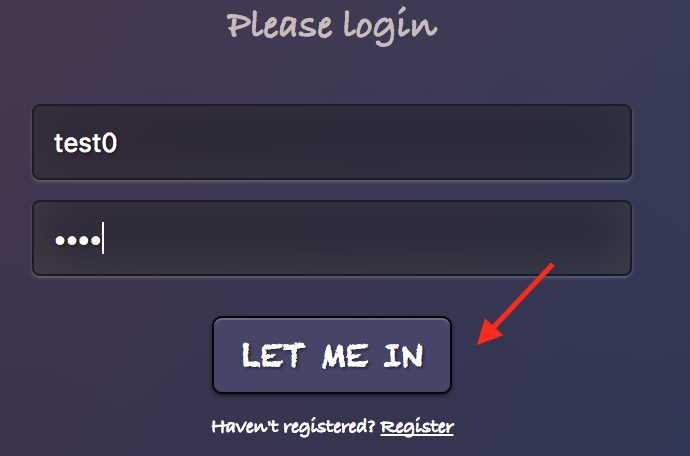 Please login
test0
••••
LET ME IN
Haven't registered? Register